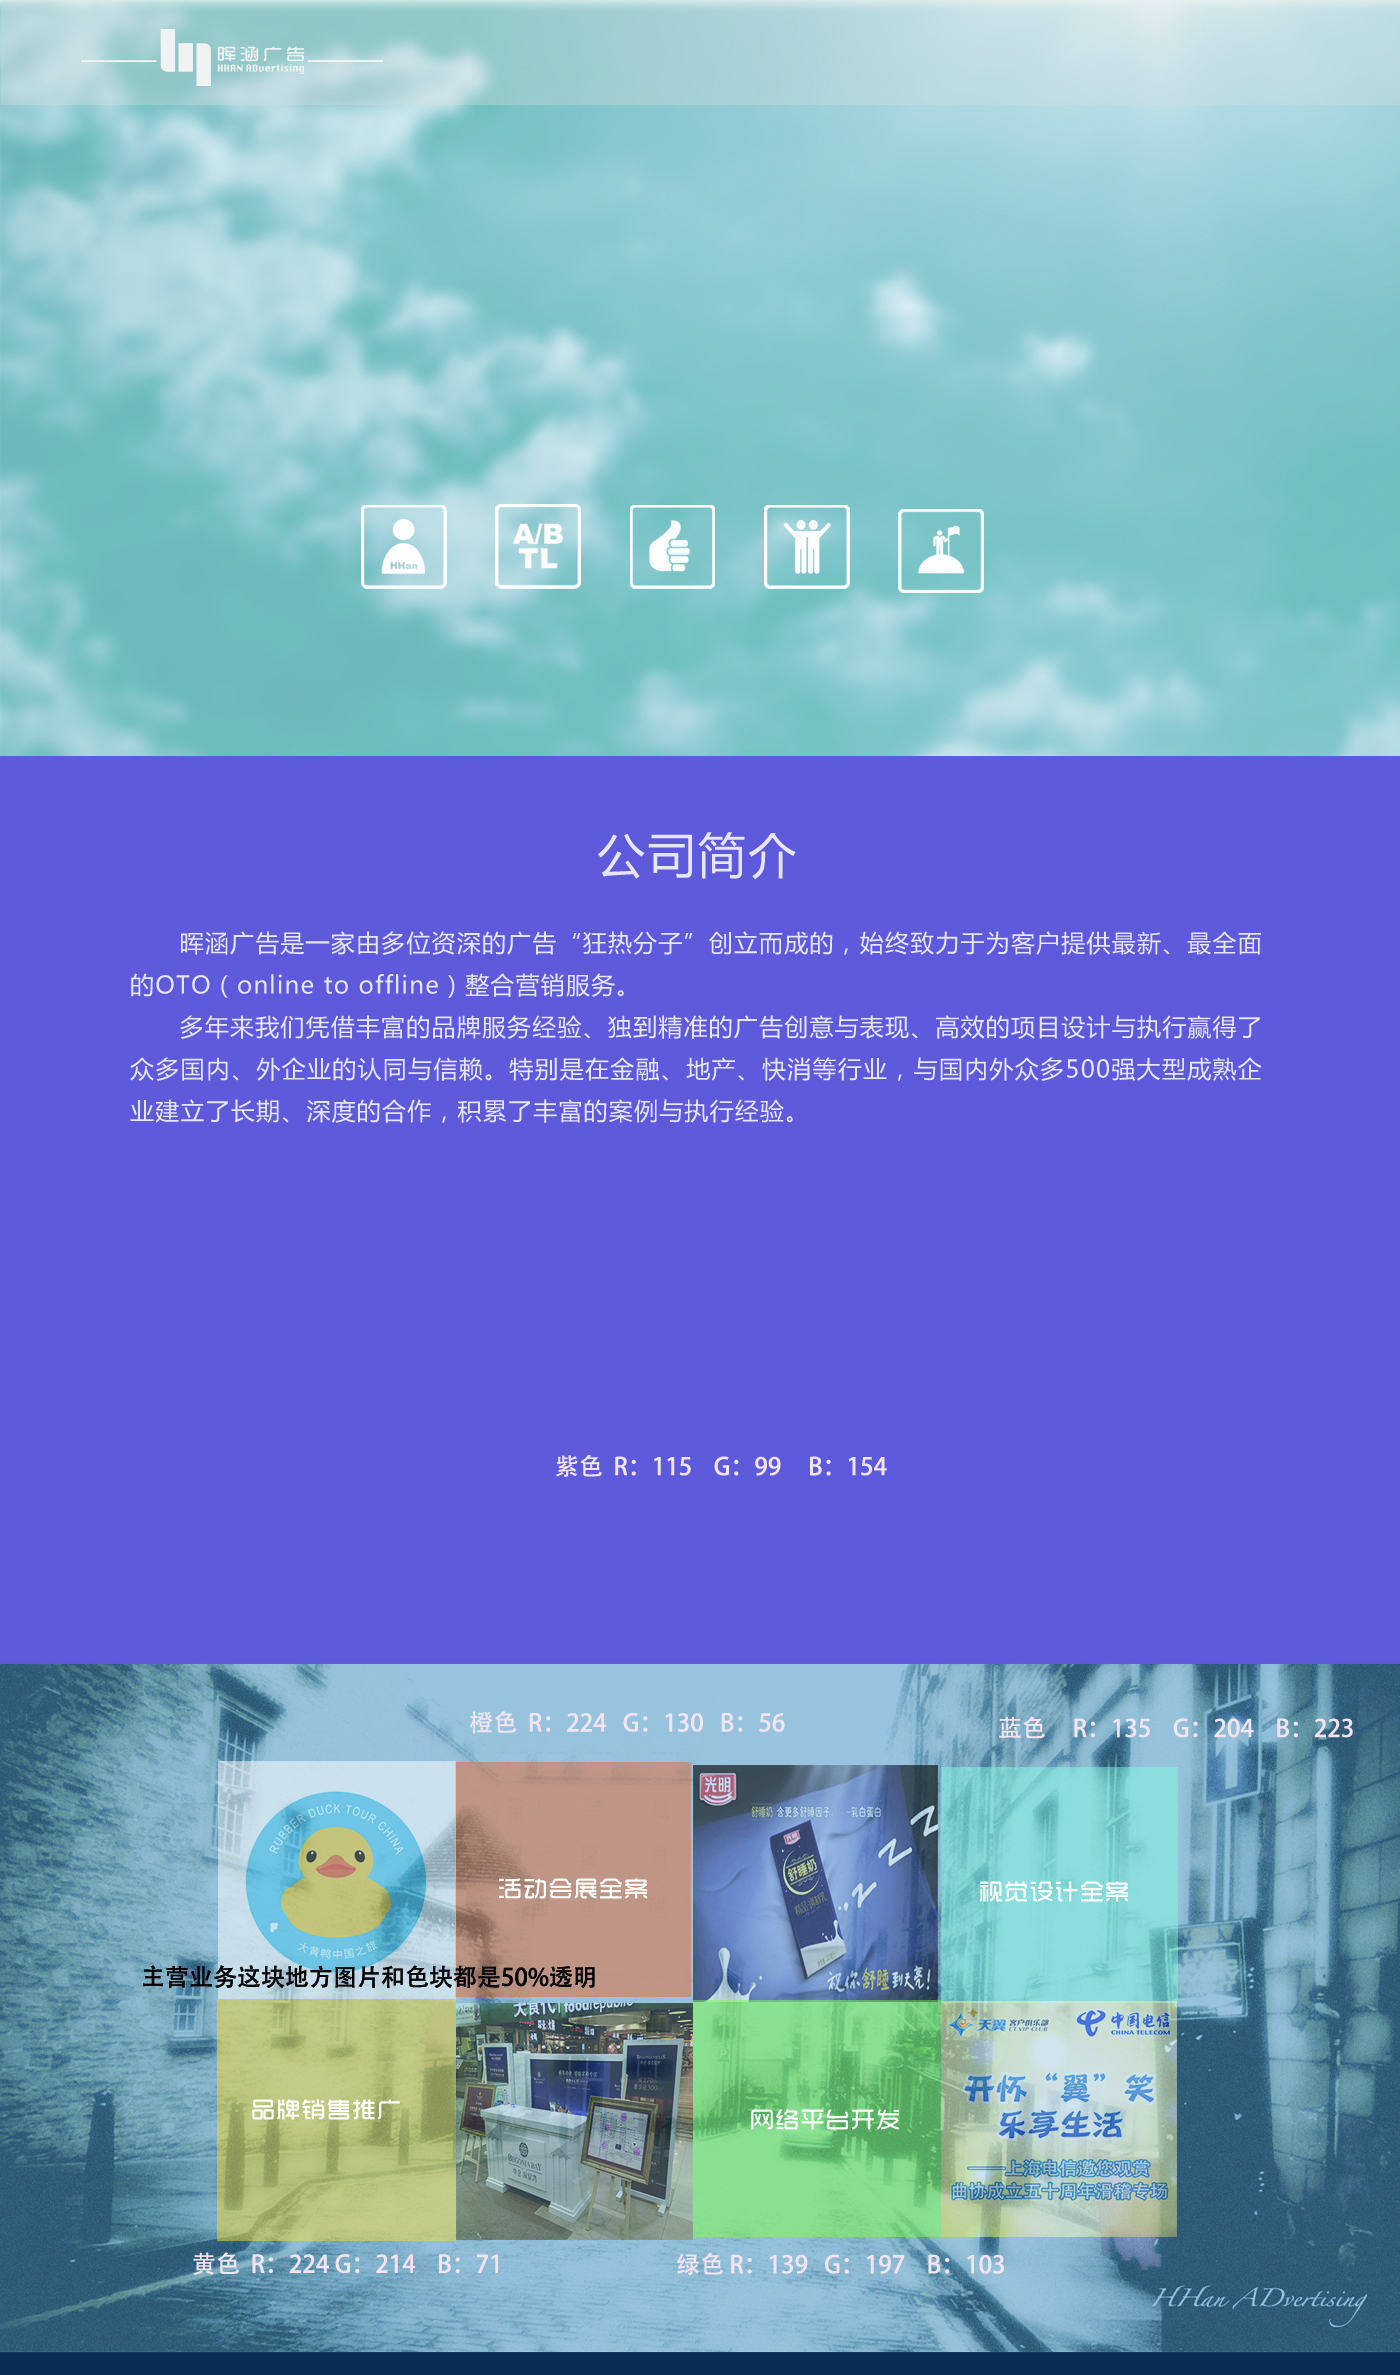 晖涵广告
HHAN ADvertising
HHan
A/B
TL
公司简介
晖涵广告是一家由多位资深的广告“狂热分子”创立而成的，始终致力于为客户提供最新、最全面
的OTO（online to offline）整合营销服务。
多年来我们凭借丰富的品牌服务经验、独到精准的广告创意与表现、高效的项目设计与执行赢得了
众多国内、外企业的认同与信赖。特别是在金融、地产、快消等行业，与国内外众多500强大型成熟企
业建立了长期、深度的合作，积累了丰富的案例与执行经验。
紫色 R：115 G：99 B：154
橙色 R：224 G：130 B：56
蓝色 R：135 G：204 B：223
RUBBER DUCK TOUR CHINA
大黄鸭中国之旅
活动会展全案
光明
舒睡奶 含更多舒睡因子 -乳白蛋白
舒睡奶
祝你舒睡到天亮！
视觉设计全案
主营业务这块地方图片和色块都是50%透明
品牌销售推广
BEGONIA BAY
网络平台开发
天翼 客户俱乐部
CT VIP CLUB
中国电信
CHINA TELECOM
开怀“翼”笑
乐享生活
——上海电信邀您观赏
曲协成立五十周年滑稽专场
黄色 R：224 G：214 B：71
绿色 R：139 G：197 B：103
HHan ADvertising